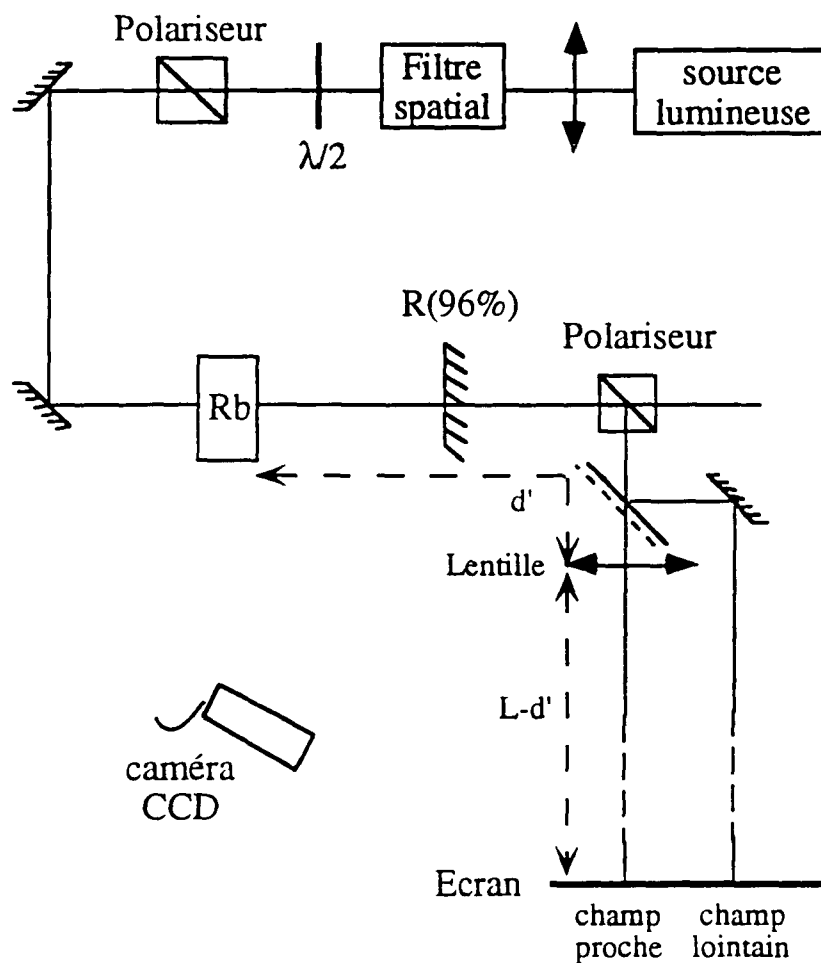 Polariseur
Filtre
spatial
source
lumineuse
λ/2
R(96%)
Polariseur
Rb
d'
Lentille
L-d'
caméra
CCD
Ecran
champ
proche
champ
lointain